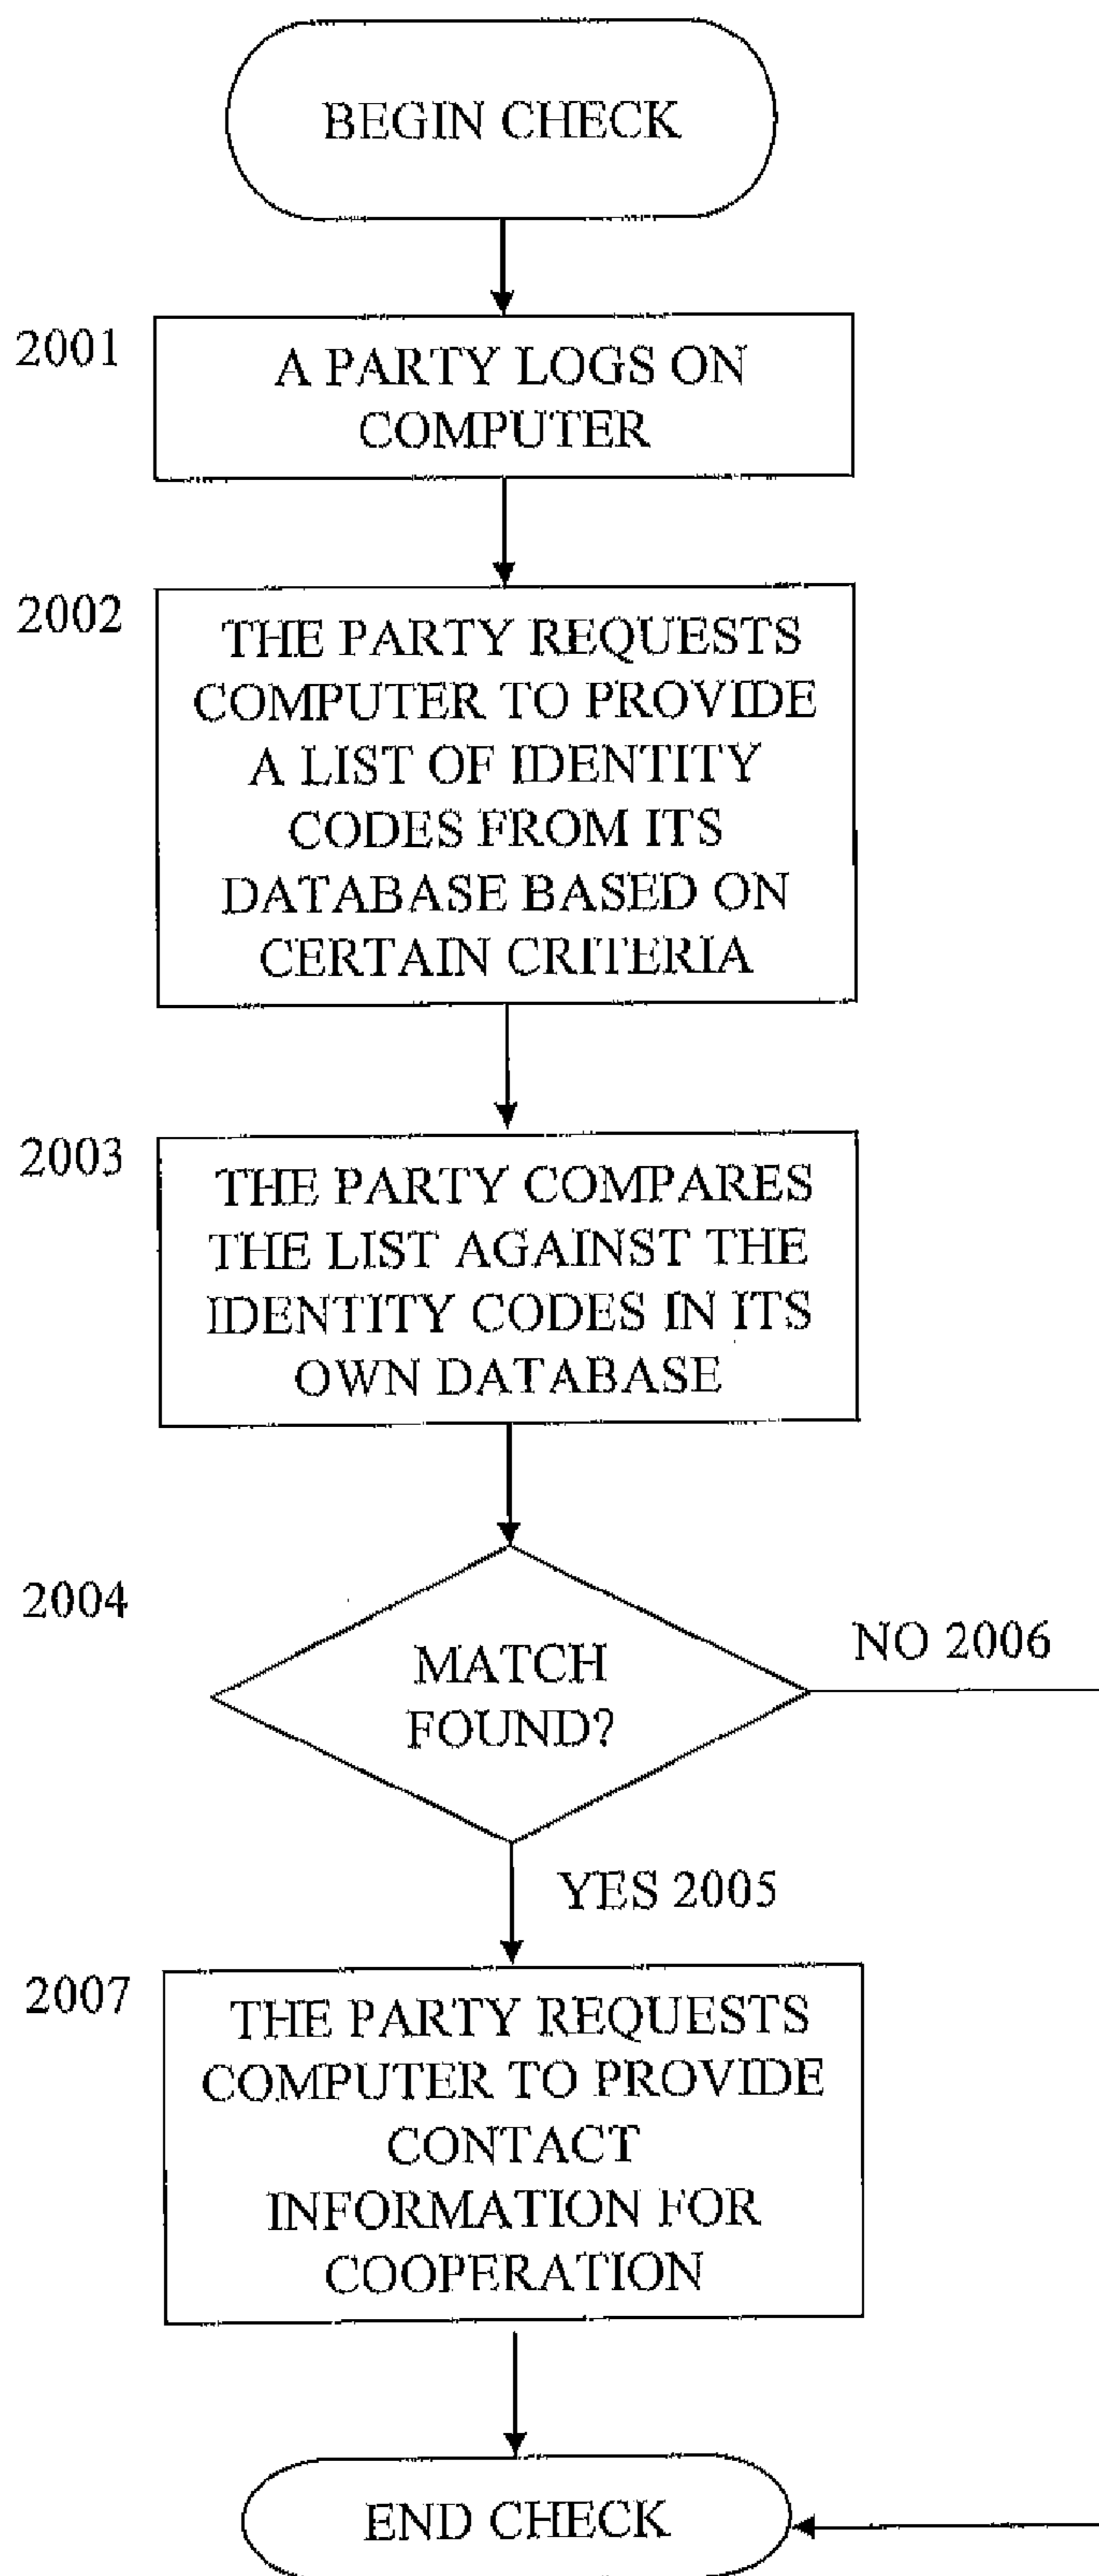 BEGIN CHECK
2001
A PARTY LOGS ON
COMPUTER
2002
THE PARTY REQUESTS
COMPUTER TO PROVIDE
A LIST OF IDENTITY
CODES FROM ITS
DATABASE BASED ON
CERTAIN CRITERIA
2003
THE PARTY COMPARES
THE LIST AGAINST THE
IDENTITY CODES IN ITS
OWN DATABASE
2004
MATCH
FOUND?
NO 2006
YES 2005
2007
THE PARTY REQUESTS
COMPUTER TO PROVIDE
CONTACT
INFORMATION FOR
COOPERATION
END CHECK